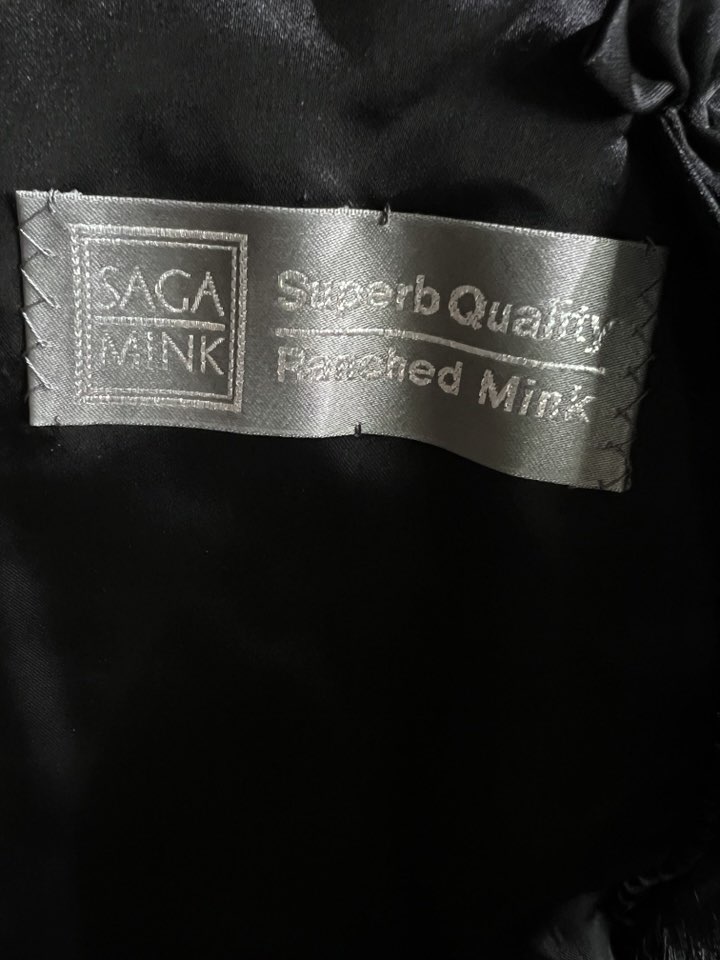 SAGA
MINK
Superb Quality
Ranched Mink